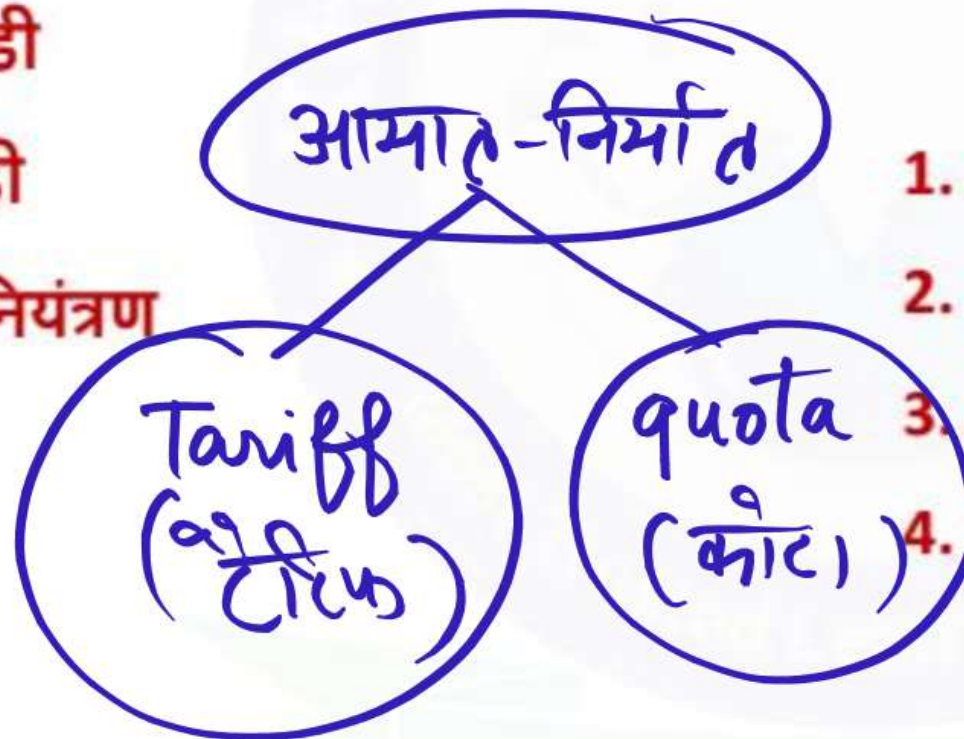 डी
आयात-निर्यात
डी
1.
नियंत्रण
2.
Tariff
(टैरिफ)
quota
(कोटा)
3.
4.